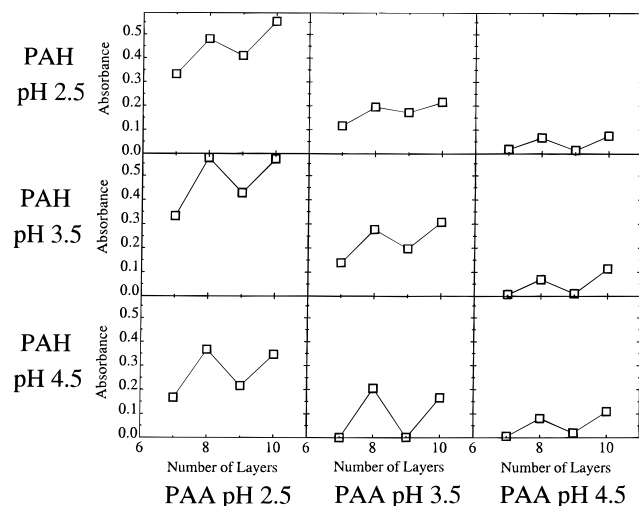 PAH
pH 2.5
Absorbance
0.5
0.4
0.3
0.2
0.1
0.0
PAH
pH 3.5
Absorbance
0.5
0.4
0.3
0.2
0.1
0.0
PAH
pH 4.5
Absorbance
0.5
0.4
0.3
0.2
0.1
0.0
6 8 10 6 8 10 6 8 10
Number of Layers Number of Layers Number of Layers
PAA pH 2.5 PAA pH 3.5 PAA pH 4.5